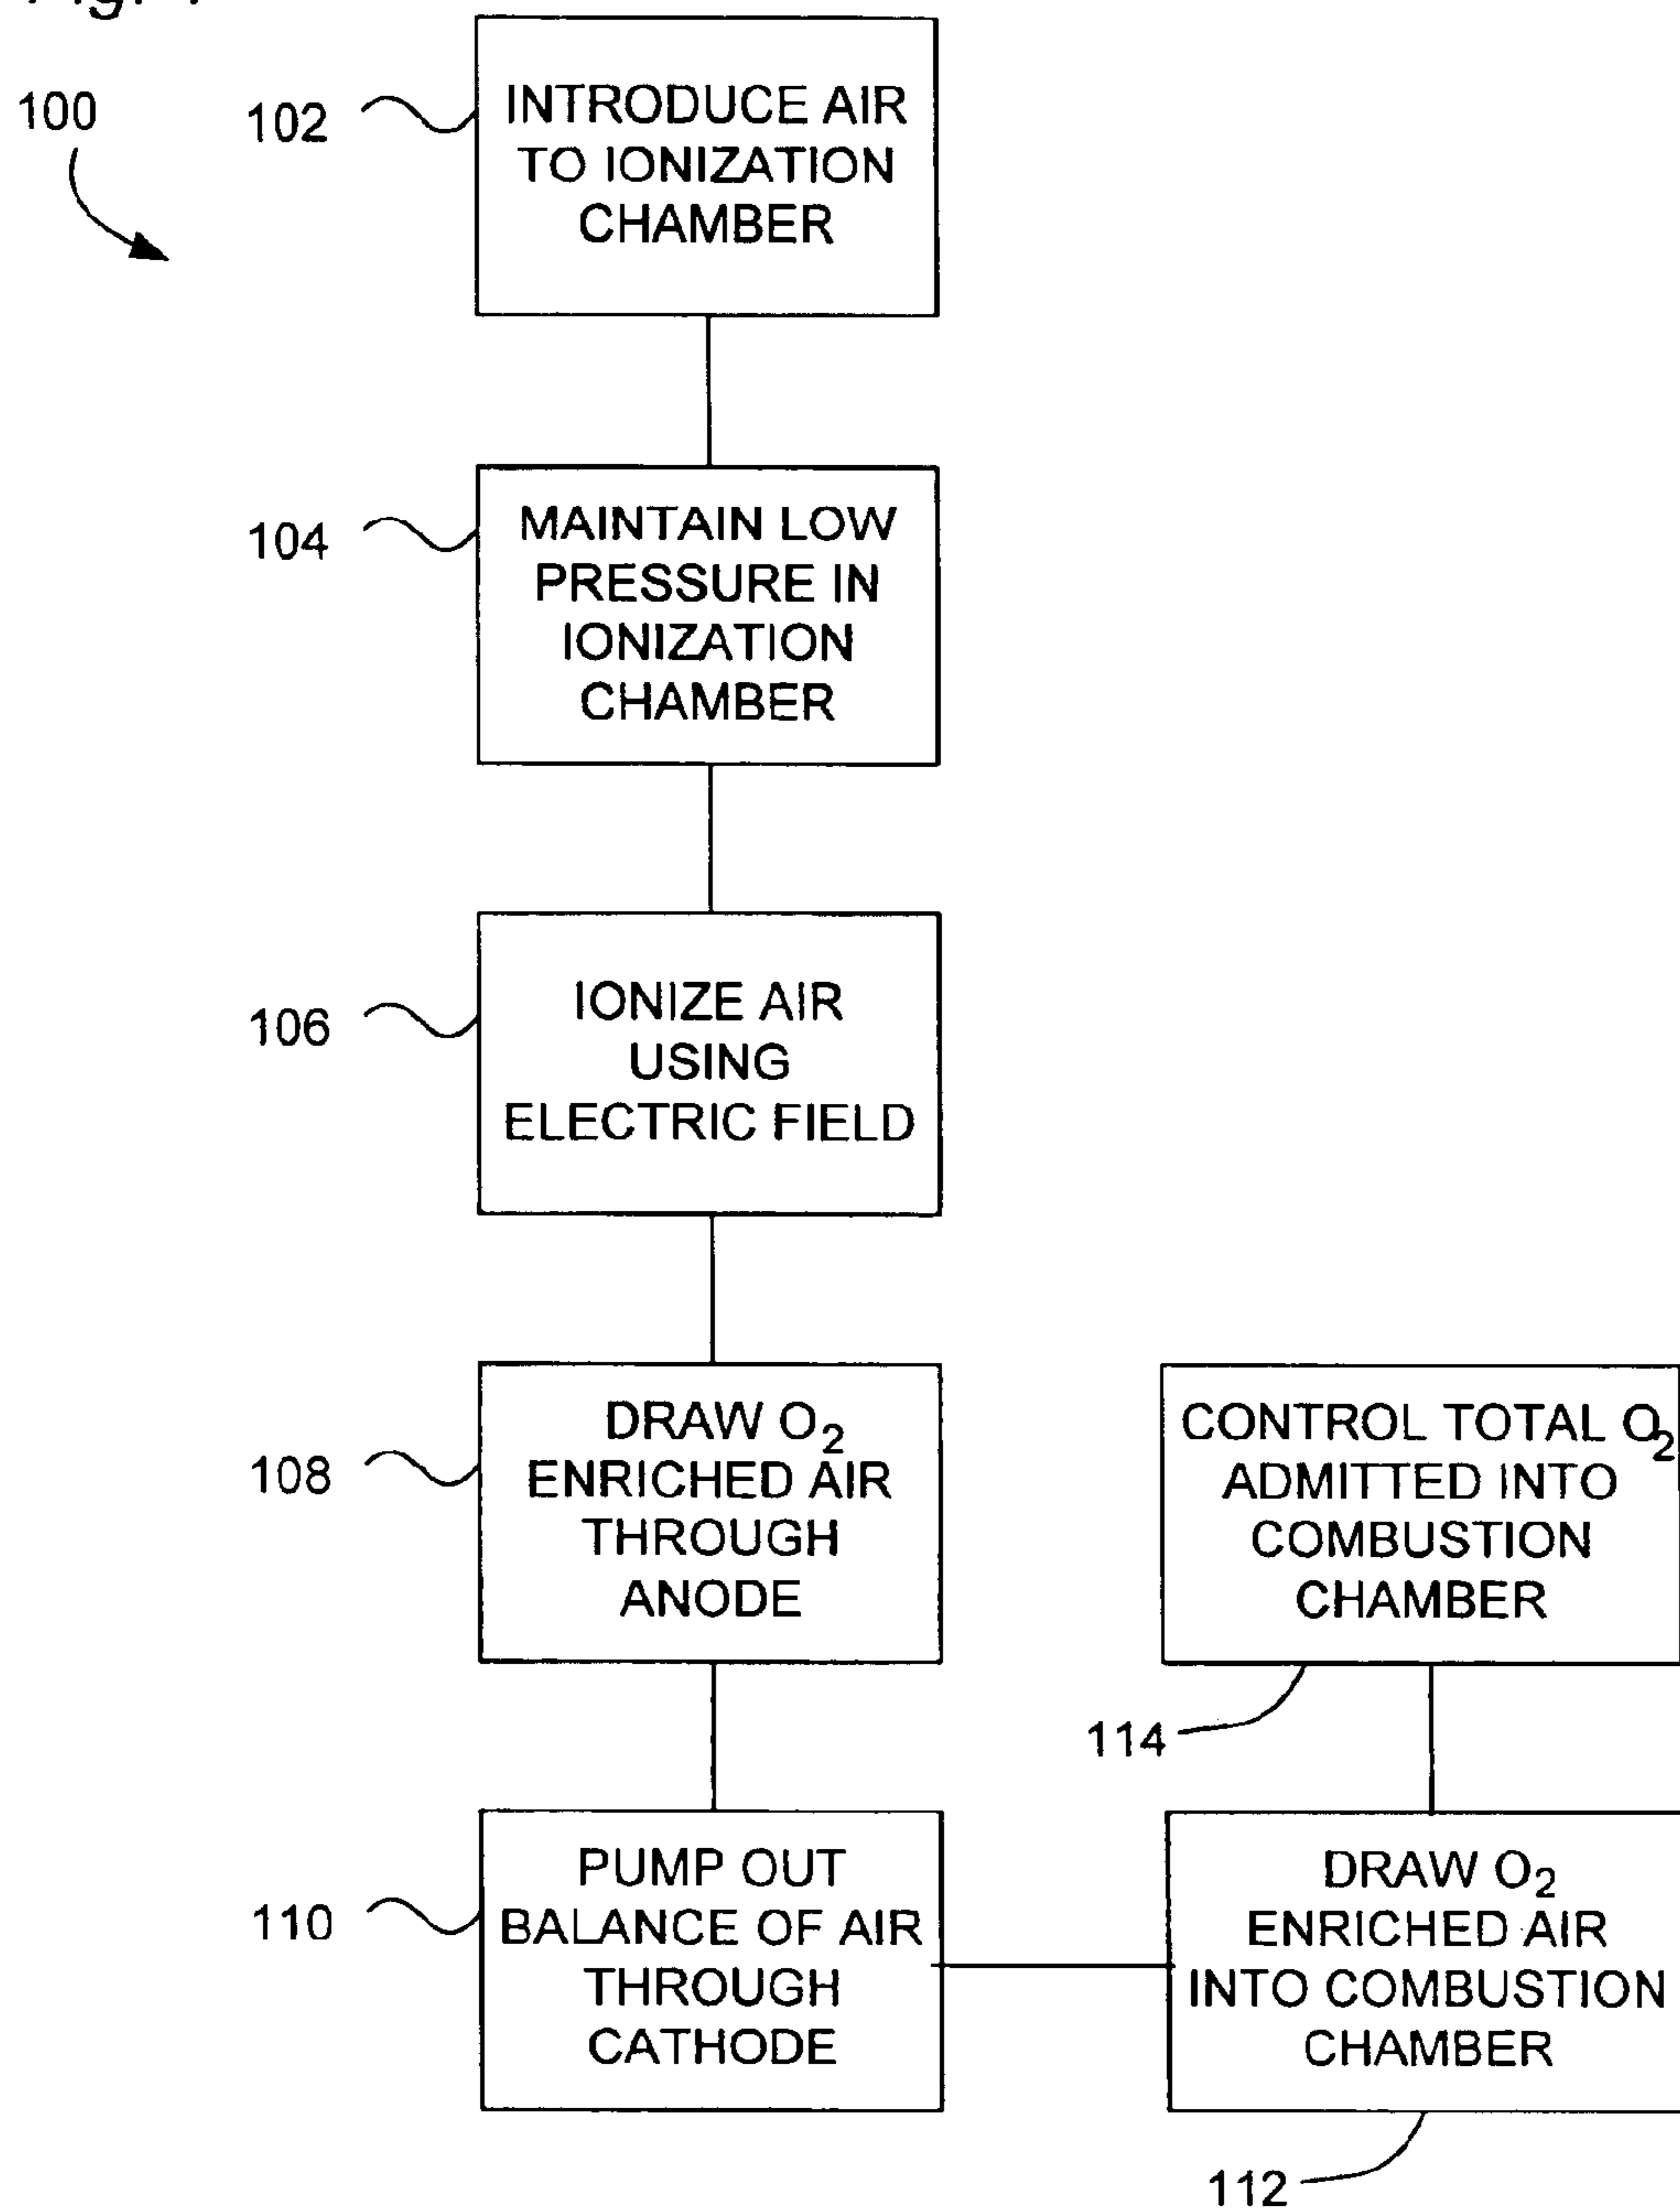 100
102
INTRODUCE AIR
TO IONIZATION
CHAMBER
104
MAINTAIN LOW
PRESSURE IN
IONIZATION
CHAMBER
106
IONIZE AIR
USING
ELECTRIC FIELD
108
DRAW O₂
ENRICHED AIR
THROUGH
ANODE
110
PUMP OUT
BALANCE OF AIR
THROUGH
CATHODE
CONTROL TOTAL O₂
ADMITTED INTO
COMBUSTION
CHAMBER
114
DRAW O₂
ENRICHED AIR
INTO COMBUSTION
CHAMBER
112